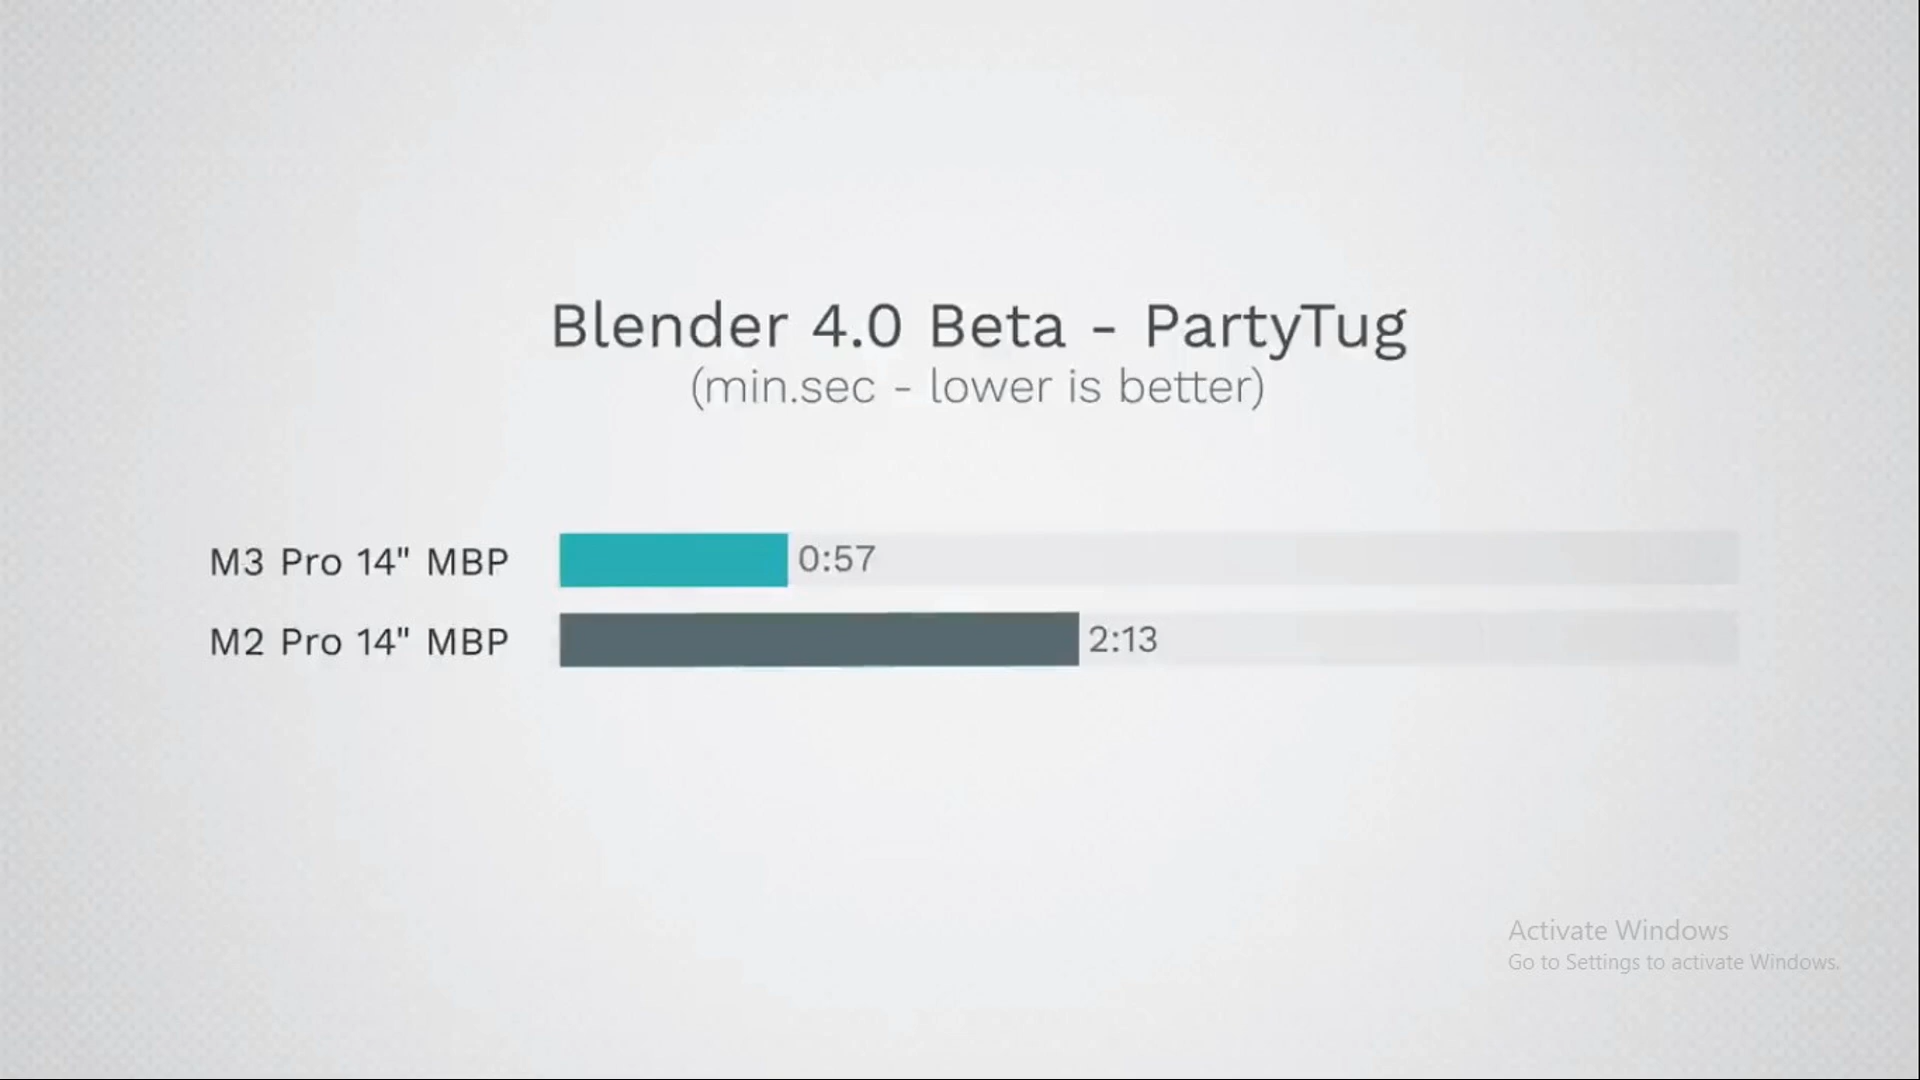 Blender 4.0 Beta - PartyTug
(min.sec - lower is better)
M3 Pro 14" MBP 0:57
M2 Pro 14" MBP 2:13
Activate Windows
Go to Settings to activate Windows.